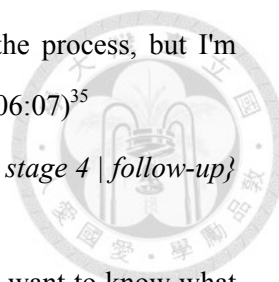 the process, but I'm
06:07)35
stage 4 | follow-up}
want to know what